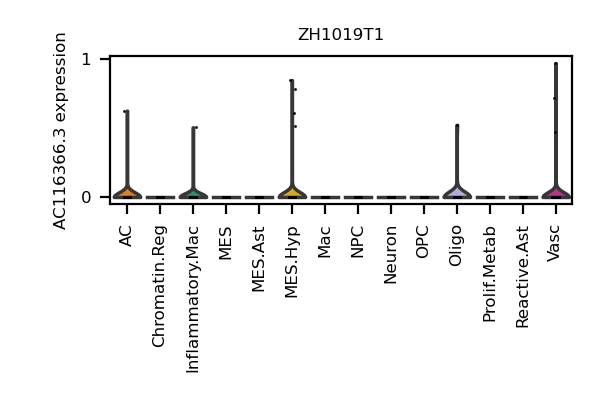 ZH1019T1
AC116366.3 expression
1
0
AC
Chromatin.Reg
Inflammatory.Mac
MES
MES.Ast
MES.Hyp
Mac
NPC
Neuron
OPC
Oligo
Prolif.Metab
Reactive.Ast
Vasc